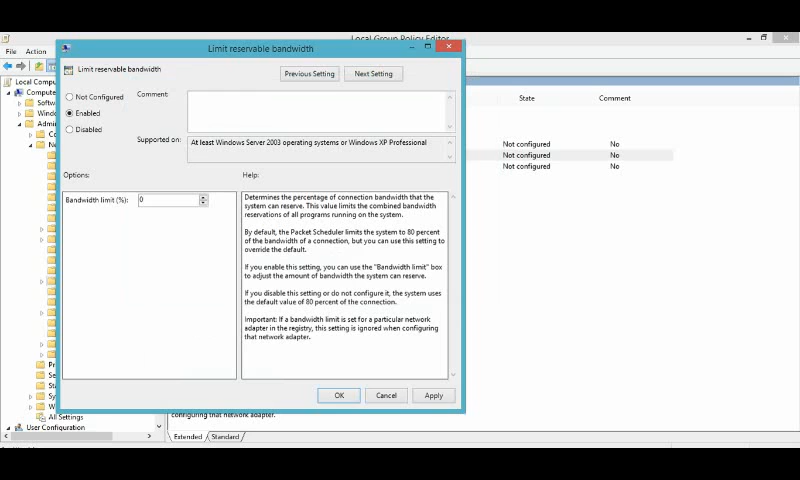 Local Group Policy Editor
File
Action
Limit reservable bandwidth
Limit reservable bandwidth
Previous Setting
Next Setting
Not Configured
Enabled
Disabled
Comment:
Supported on:
At least Windows Server 2003 operating systems or Windows XP Professional
Options:
Help:
Bandwidth limit (%):
0
Determines the percentage of connection bandwidth that the
system can reserve. This value limits the combined bandwidth
reservations of all programs running on the system.
By default, the Packet Scheduler limits the system to 80 percent
of the bandwidth of a connection, but you can use this setting to
override the default.
If you enable this setting, you can use the "Bandwidth limit" box
to adjust the amount of bandwidth the system can reserve.
If you disable this setting or do not configure it, the system uses
the default value of 80 percent of the connection.
Important: If a bandwidth limit is set for a particular network
adapter in the registry, this setting is ignored when configuring
that network adapter.
OK
Cancel
Apply
State
Comment
Not configured
No
Not configured
No
Not configured
No
Local Compu
Compute
Softw
Windo
Admi
All Settings
User Configuration
configuring that network adapter.
Extended
Standard